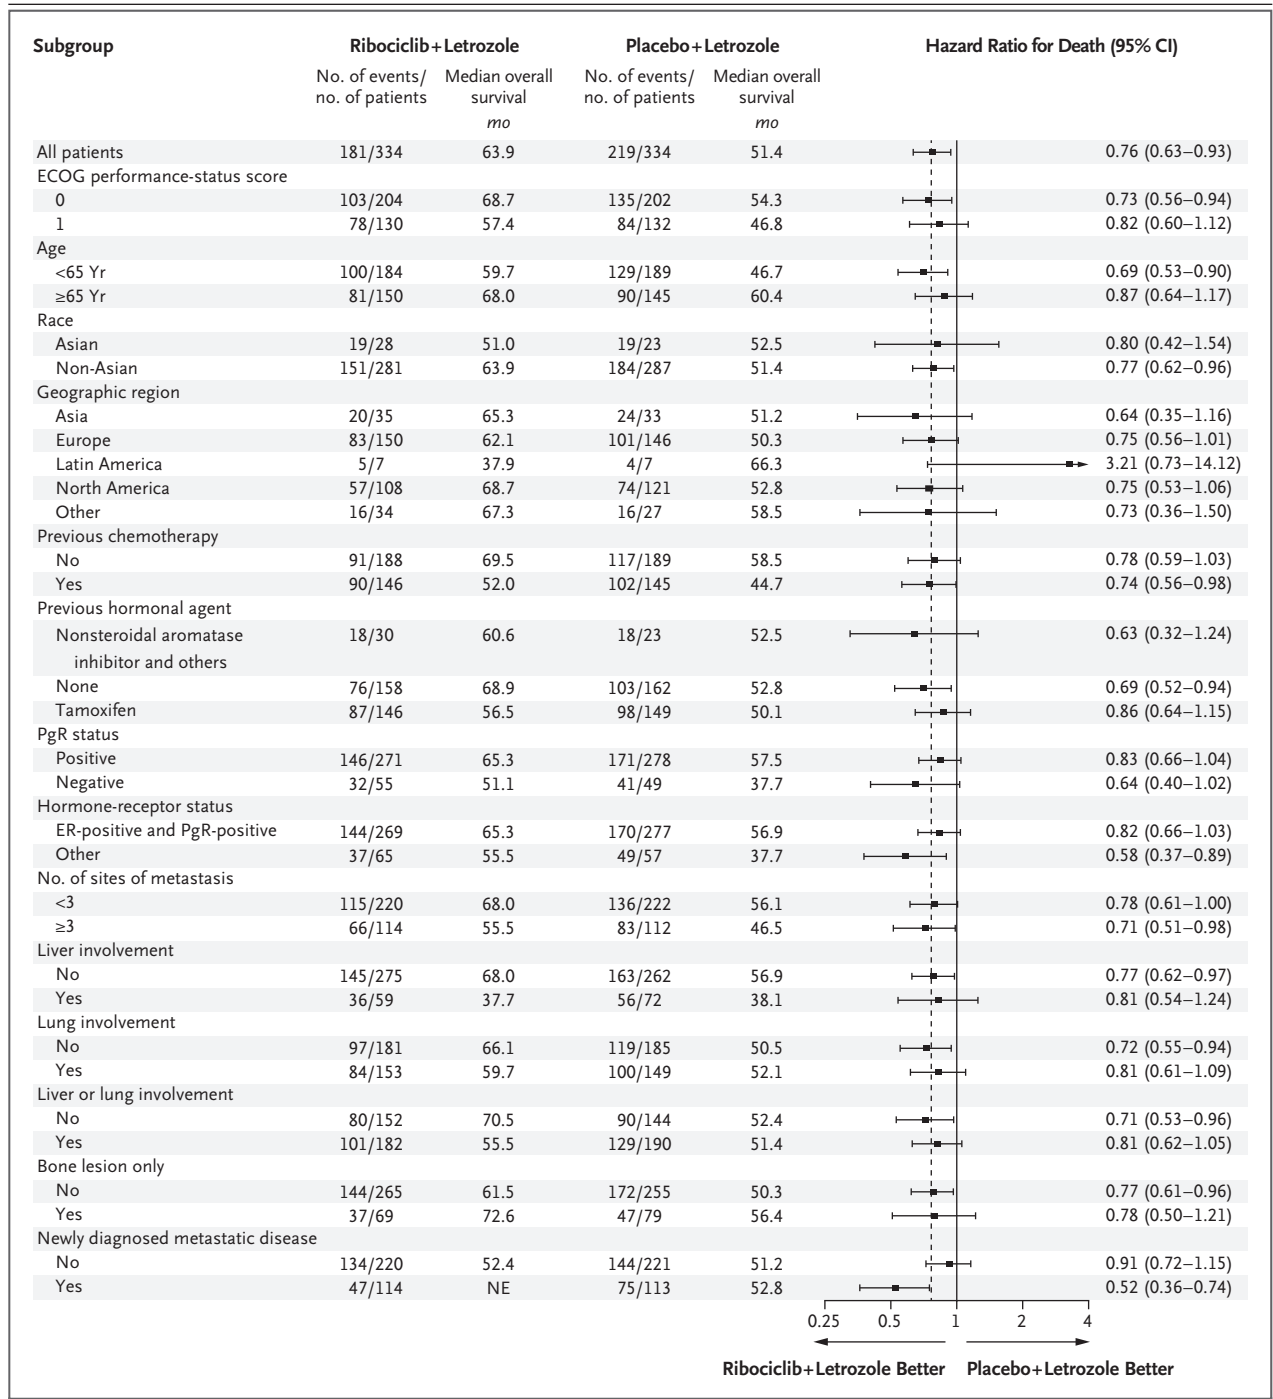 Subgroup Ribociclib+Letrozole Placebo+Letrozole Hazard Ratio for Death (95% CI)
No. of events/ Median overall No. of events/ Median overall
no. of patients survival no. of patients survival
mo mo
All patients 181/334 63.9 219/334 51.4 0.76 (0.63–0.93)
ECOG performance-status score
0 103/204 68.7 135/202 54.3 0.73 (0.56–0.94)
1 78/130 57.4 84/132 46.8 0.82 (0.60–1.12)
Age
<65 Yr 100/184 59.7 129/189 46.7 0.69 (0.53–0.90)
≥65 Yr 81/150 68.0 90/145 60.4 0.87 (0.64–1.17)
Race
Asian 19/28 51.0 19/23 52.5 0.80 (0.42–1.54)
Non-Asian 151/281 63.9 184/287 51.4 0.77 (0.62–0.96)
Geographic region
Asia 20/35 65.3 24/33 51.2 0.64 (0.35–1.16)
Europe 83/150 62.1 101/146 50.3 0.75 (0.56–1.01)
Latin America 5/7 37.9 4/7 66.3 3.21 (0.73–14.12)
North America 57/108 68.7 74/121 52.8 0.75 (0.53–1.06)
Other 16/34 67.3 16/27 58.5 0.73 (0.36–1.50)
Previous chemotherapy
No 91/188 69.5 117/189 58.5 0.78 (0.59–1.03)
Yes 90/146 52.0 102/145 44.7 0.74 (0.56–0.98)
Previous hormonal agent
Nonsteroidal aromatase 18/30 60.6 18/23 52.5 0.63 (0.32–1.24)
inhibitor and others
None 76/158 68.9 103/162 52.8 0.69 (0.52–0.94)
Tamoxifen 87/146 56.5 98/149 50.1 0.86 (0.64–1.15)
PgR status
Positive 146/271 65.3 171/278 57.5 0.83 (0.66–1.04)
Negative 32/55 51.1 41/49 37.7 0.64 (0.40–1.02)
Hormone-receptor status
ER-positive and PgR-positive 144/269 65.3 170/277 56.9 0.82 (0.66–1.03)
Other 37/65 55.5 49/57 37.7 0.58 (0.37–0.89)
No. of sites of metastasis
<3 115/220 68.0 136/222 56.1 0.78 (0.61–1.00)
≥3 66/114 55.5 83/112 46.5 0.71 (0.51–0.98)
Liver involvement
No 145/275 68.0 163/262 56.9 0.77 (0.62–0.97)
Yes 36/59 37.7 56/72 38.1 0.81 (0.54–1.24)
Lung involvement
No 97/181 66.1 119/185 50.5 0.72 (0.55–0.94)
Yes 84/153 59.7 100/149 52.1 0.81 (0.61–1.09)
Liver or lung involvement
No 80/152 70.5 90/144 52.4 0.71 (0.53–0.96)
Yes 101/182 55.5 129/190 51.4 0.81 (0.62–1.05)
Bone lesion only
No 144/265 61.5 172/255 50.3 0.77 (0.61–0.96)
Yes 37/69 72.6 47/79 56.4 0.78 (0.50–1.21)
Newly diagnosed metastatic disease
No 134/220 52.4 144/221 51.2 0.91 (0.72–1.15)
Yes 47/114 NE 75/113 52.8 0.52 (0.36–0.74)
0.25 0.5 1 2 4
Ribociclib+Letrozole Better Placebo+Letrozole Better